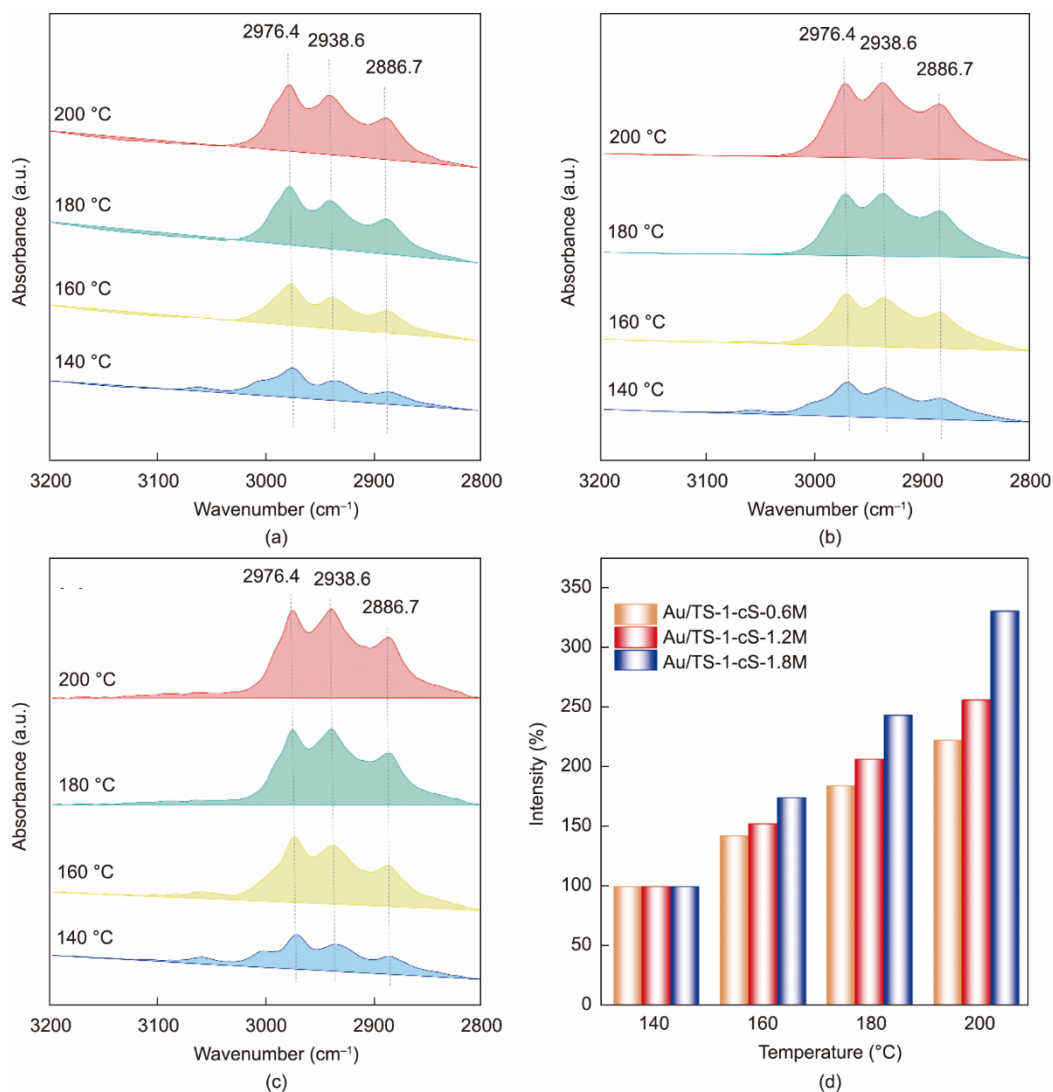 2976.4
2938.6
2886.7
200 °C
180 °C
160 °C
140 °C
Absorbance (a.u.)
3200 3100 3000 2900 2800
Wavenumber (cm⁻¹)
(a)
2976.4
2938.6
2886.7
200 °C
180 °C
160 °C
140 °C
Absorbance (a.u.)
3200 3100 3000 2900 2800
Wavenumber (cm⁻¹)
(b)
2976.4
2938.6
2886.7
200 °C
180 °C
160 °C
140 °C
Absorbance (a.u.)
3200 3100 3000 2900 2800
Wavenumber (cm⁻¹)
(c)
350
300
250
200
150
100
50
0
Intensity (%)
Au/TS-1-cS-0.6M
Au/TS-1-cS-1.2M
Au/TS-1-cS-1.8M
140 160 180 200
Temperature (°C)
(d)